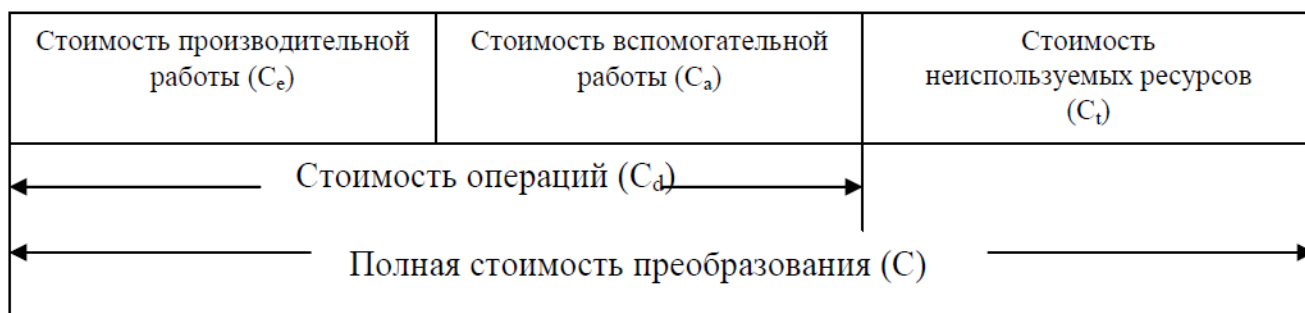 Стоимость производительной
работы (Cₑ)
Стоимость вспомогательной
работы (Cₐ)
Стоимость
неиспользуемых ресурсов
(Cₜ)
Стоимость операций (C_d)
Полная стоимость преобразования (C)